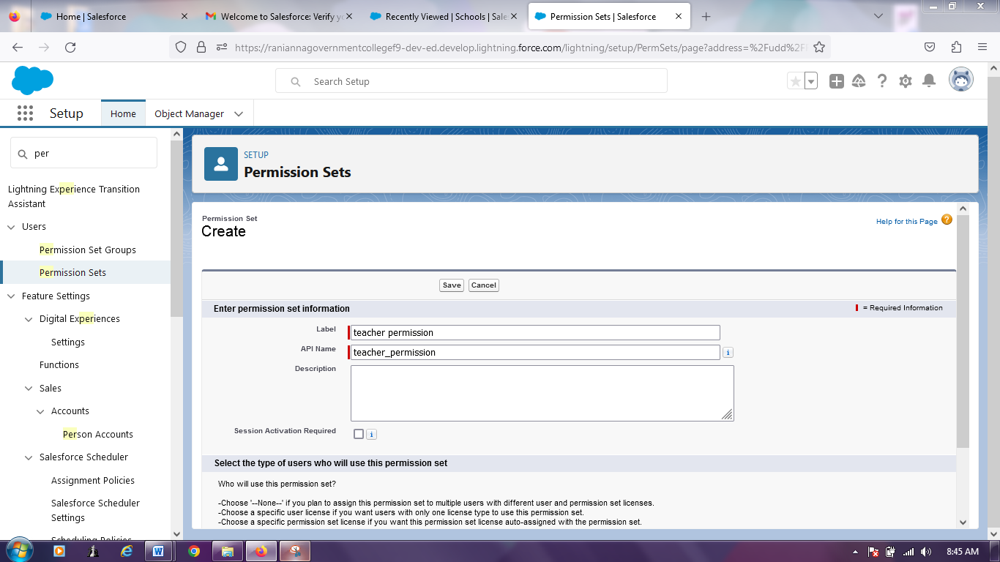 Home | Salesforce
Welcome to Salesforce: Verify yo
Recently Viewed | Schools | Sale
Permission Sets | Salesforce
https://raniannagovernmentcollegef9-dev-ed.develop.lightning.force.com/lightning/setup/PermSets/page?address=%2Fudd%2F
Search Setup
Setup
Home
Object Manager
per
SETUP
Permission Sets
Lightning Experience Transition
Assistant
Users
Permission Set Groups
Permission Sets
Feature Settings
Digital Experiences
Settings
Functions
Sales
Accounts
Person Accounts
Salesforce Scheduler
Assignment Policies
Salesforce Scheduler
Settings
Scheduling Policies
Permission Set
Create
Help for this Page
Save Cancel
Enter permission set information
= Required Information
Label teacher permission
API Name teacher_permission
Description
Session Activation Required
Select the type of users who will use this permission set
Who will use this permission set?
-Choose '--None--' if you plan to assign this permission set to multiple users with different user and permission set licenses.
-Choose a specific user license if you want users with only one license type to use this permission set.
-Choose a specific permission set license if you want this permission set license auto-assigned with the permission set.
8:45 AM